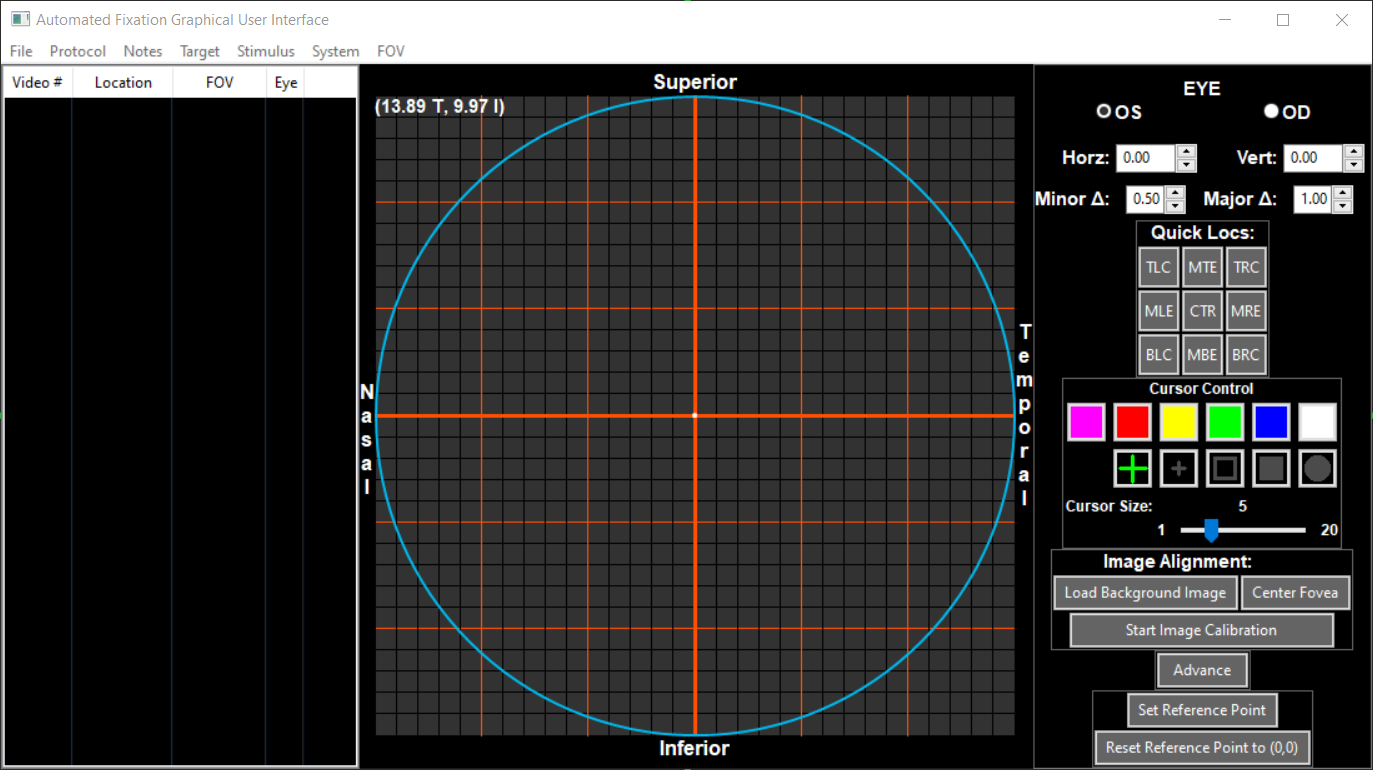 Automated Fixation Graphical User Interface
File Protocol Notes Target Stimulus System FOV
Video # Location FOV Eye
Superior
(13.89 T, 9.97 I)
Nasal
Temporal
Inferior
EYE
OS OD
Horz: 0.00 Vert: 0.00
Minor Δ: 0.50 Major Δ: 1.00
Quick Locs:
TLC MTE TRC
MLE CTR MRE
BLC MBE BRC
Cursor Control
Cursor Size: 5
1 20
Image Alignment:
Load Background Image Center Fovea
Start Image Calibration
Advance
Set Reference Point
Reset Reference Point to (0,0)